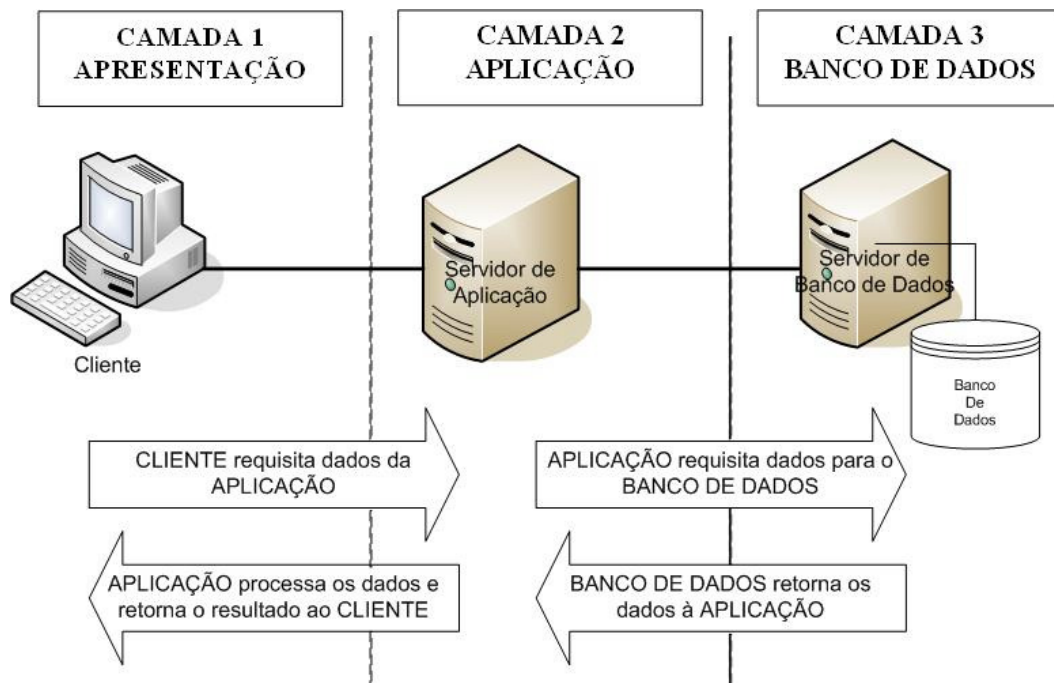 CAMADA 1
APRESENTAÇÃO
CAMADA 2
APLICAÇÃO
CAMADA 3
BANCO DE DADOS
Cliente
Servidor de
Aplicação
Servidor de
Banco de Dados
Banco
De
Dados
CLIENTE requisita dados da
APLICAÇÃO
APLICAÇÃO requisita dados para o
BANCO DE DADOS
APLICAÇÃO processa os dados e
retorna o resultado ao CLIENTE
BANCO DE DADOS retorna os
dados à APLICAÇÃO